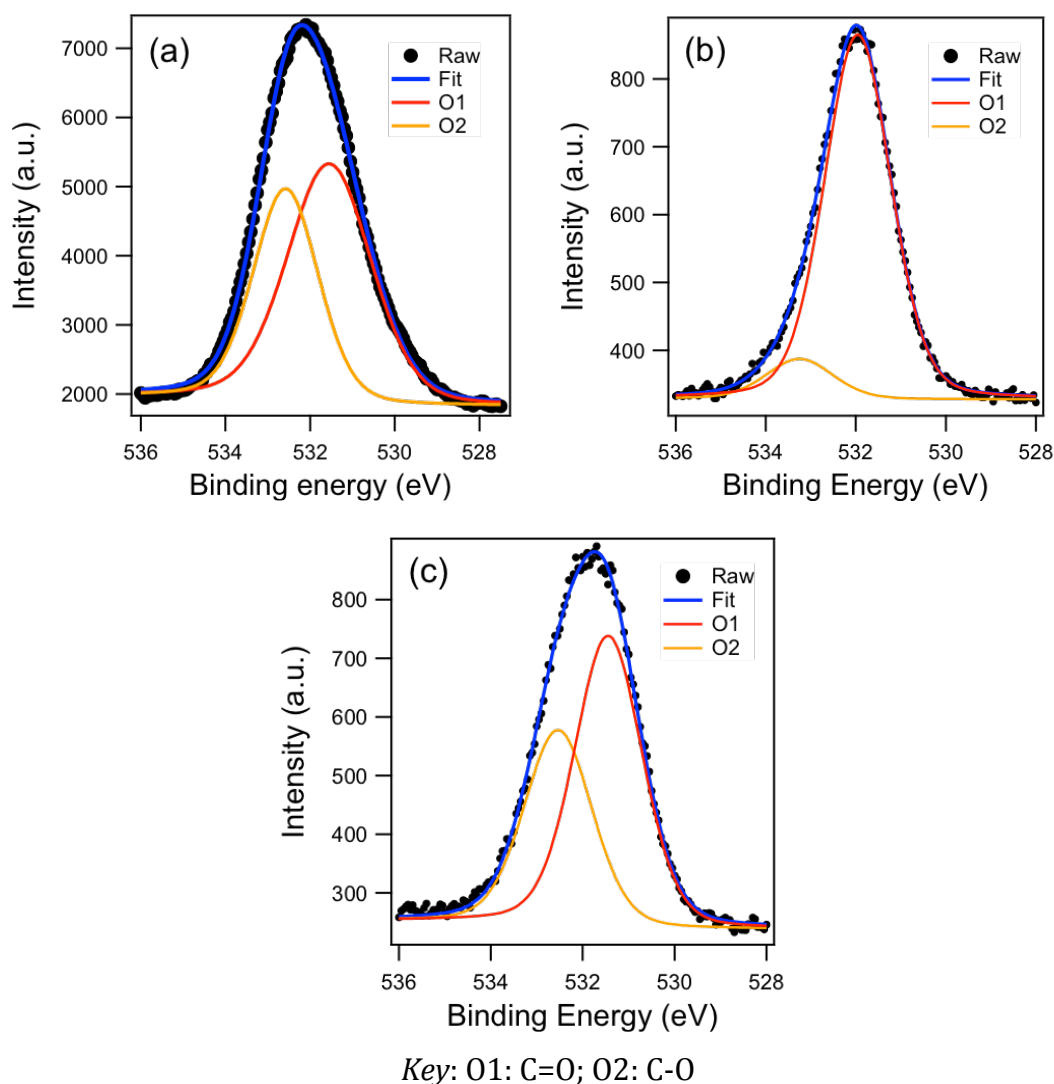 (a)
Raw
Fit
O1
O2
7000
6000
5000
4000
3000
2000
Intensity (a.u.)
536
534
532
530
528
Binding energy (eV)
(b)
Raw
Fit
O1
O2
800
700
600
500
400
Intensity (a.u.)
536
534
532
530
528
Binding Energy (eV)
(c)
Raw
Fit
O1
O2
800
700
600
500
400
300
Intensity (a.u.)
536
534
532
530
528
Binding Energy (eV)
Key: O1: C=O; O2: C-O